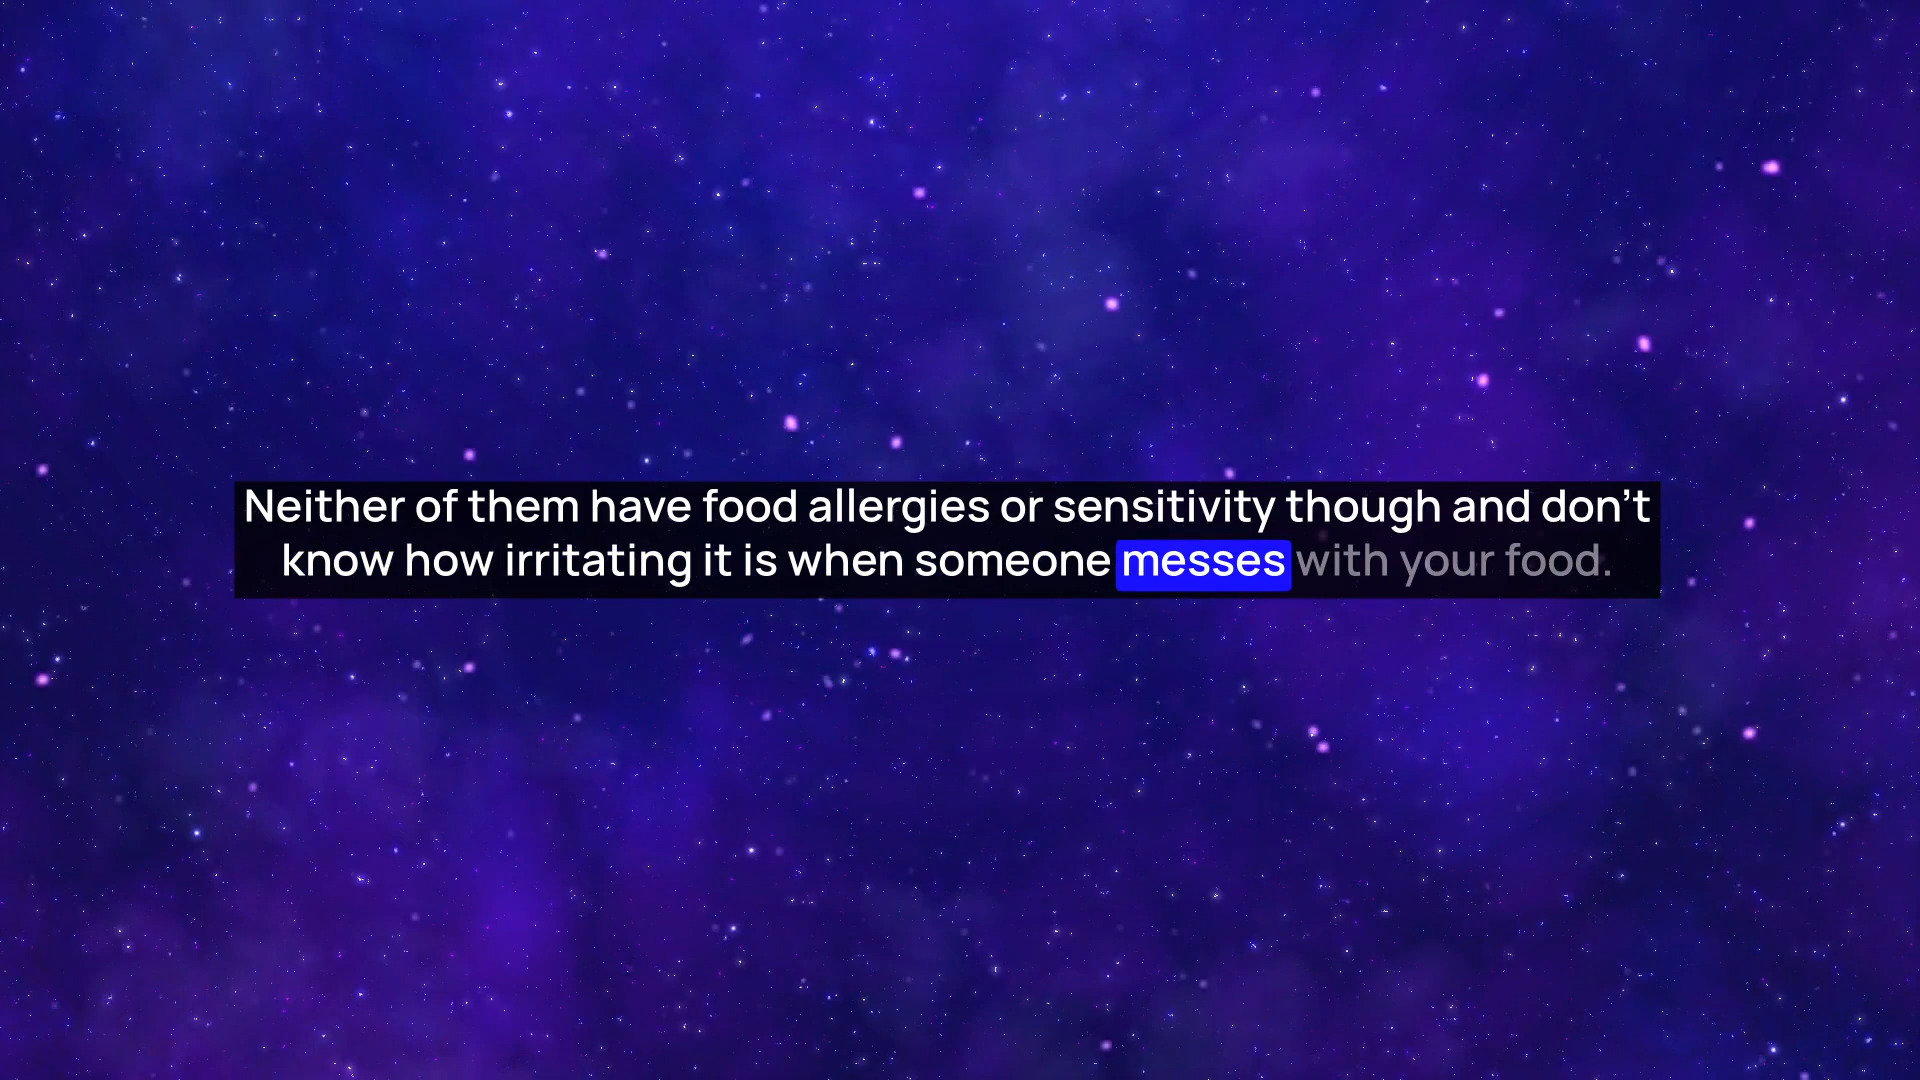 Neither of them have food allergies or sensitivity though and don't
know how irritating it is when someone messes with your food.